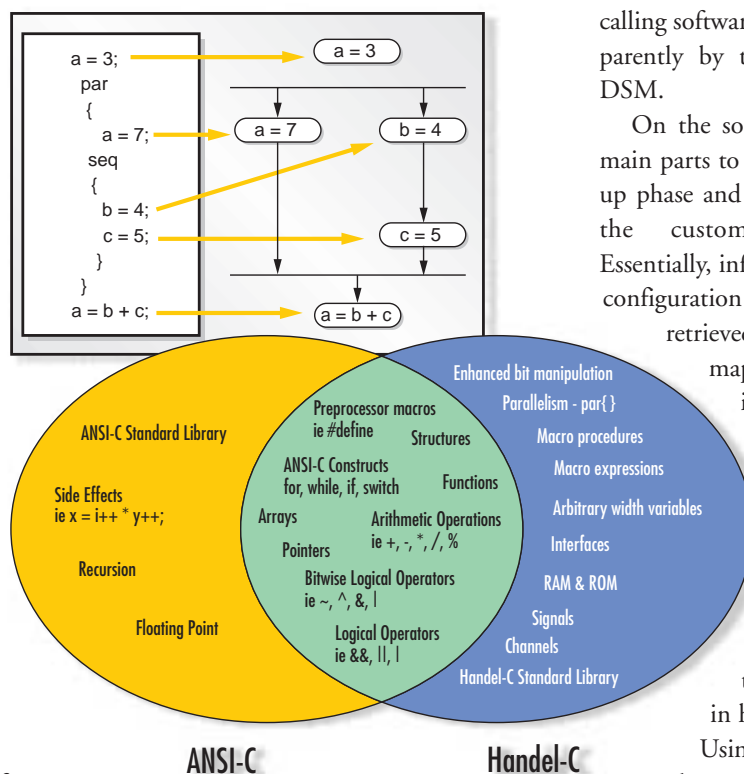 a = 3;
par
{
a = 7;
seq
{
b = 4;
c = 5;
}
}
a = b + c;
a = 3
a = 7
b = 4
c = 5
a = b + c
calling software
parently by t
DSM.
On the so
main parts to
up phase and
the custom
Essentially, inf
configuration
retrieved
map
i
ANSI-C Standard Library
Side Effects
ie x = i++ * y++;
Recursion
Floating Point
Preprocessor macros
ie #define
Structures
ANSI-C Constructs
for, while, if, switch
Functions
Arrays
Arithmetic Operations
ie +, -, *, /, %
Pointers
Bitwise Logical Operators
ie ~, ^, &, |
Logical Operators
ie &&, ||, |
Enhanced bit manipulation
Parallelism - par{ }
Macro procedures
Macro expressions
Arbitrary width variables
Interfaces
RAM & ROM
Signals
Channels
Handel-C Standard Library
in
Using
ANSI-C
Handel-C